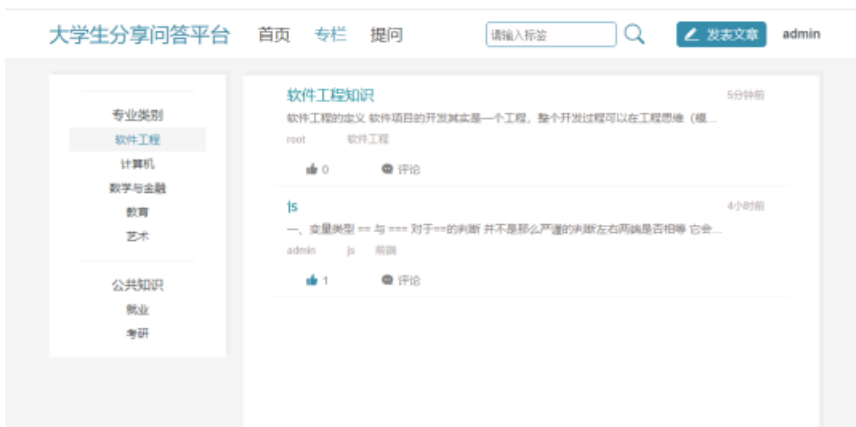 大学生分享问答平台 首页 专栏 提问 请输入标签 发表文章 admin
专业类别
软件工程
计算机
数学与金融
教育
艺术
公共知识
就业
考研
软件工程知识 5分钟前
软件工程的定义 软件项目的开发其实是一个工程，整个开发过程可以在工程思维（模...
root 软件工程
0 评论
js 4小时前
一、变量类型 == 与 === 对于==的判断 并不是那么严谨的判断左右两端是否相等 它会...
admin js 前端
1 评论